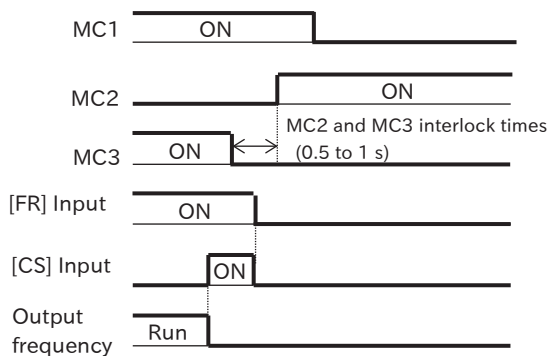 MC1
ON
MC2
ON
MC2 and MC3 interlock times
(0.5 to 1 s)
MC3
ON
[FR] Input
ON
[CS] Input
ON
Output
frequency
Run